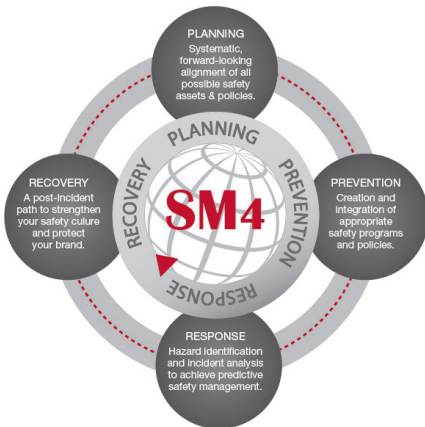 PLANNING
Systematic,
forward-looking
alignment of all
possible safety
assets & policies.
RECOVERY
A post-incident
path to strengthen
your safety culure
and protect
your brand.
PLANNING
PREVENTION
RESPONSE
RECOVERY
SM4
PREVENTION
Creation and
integration of
appropriate
safety programs
and policies.
RESPONSE
Hazard identification
and incident analysis
to achieve predictive
safety management.